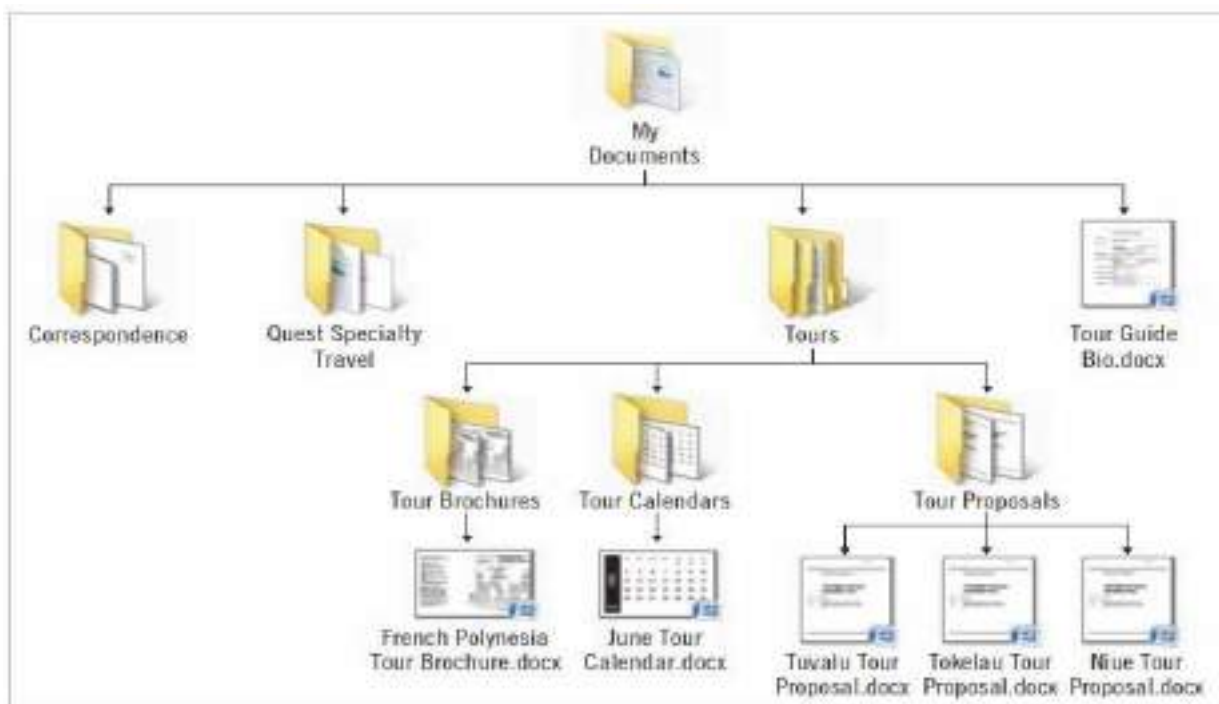 My
Documents
Correspondence
Quest Specialty
Travel
Tours
Tour Guide
Bio.docx
Tour Brochures
Tour Calendars
Tour Proposals
French Polynesia
Tour Brochure.docx
June Tour
Calendar.docx
Tuvalu Tour
Proposal.docx
Tokelau Tour
Proposal.docx
Niue Tour
Proposal.docx